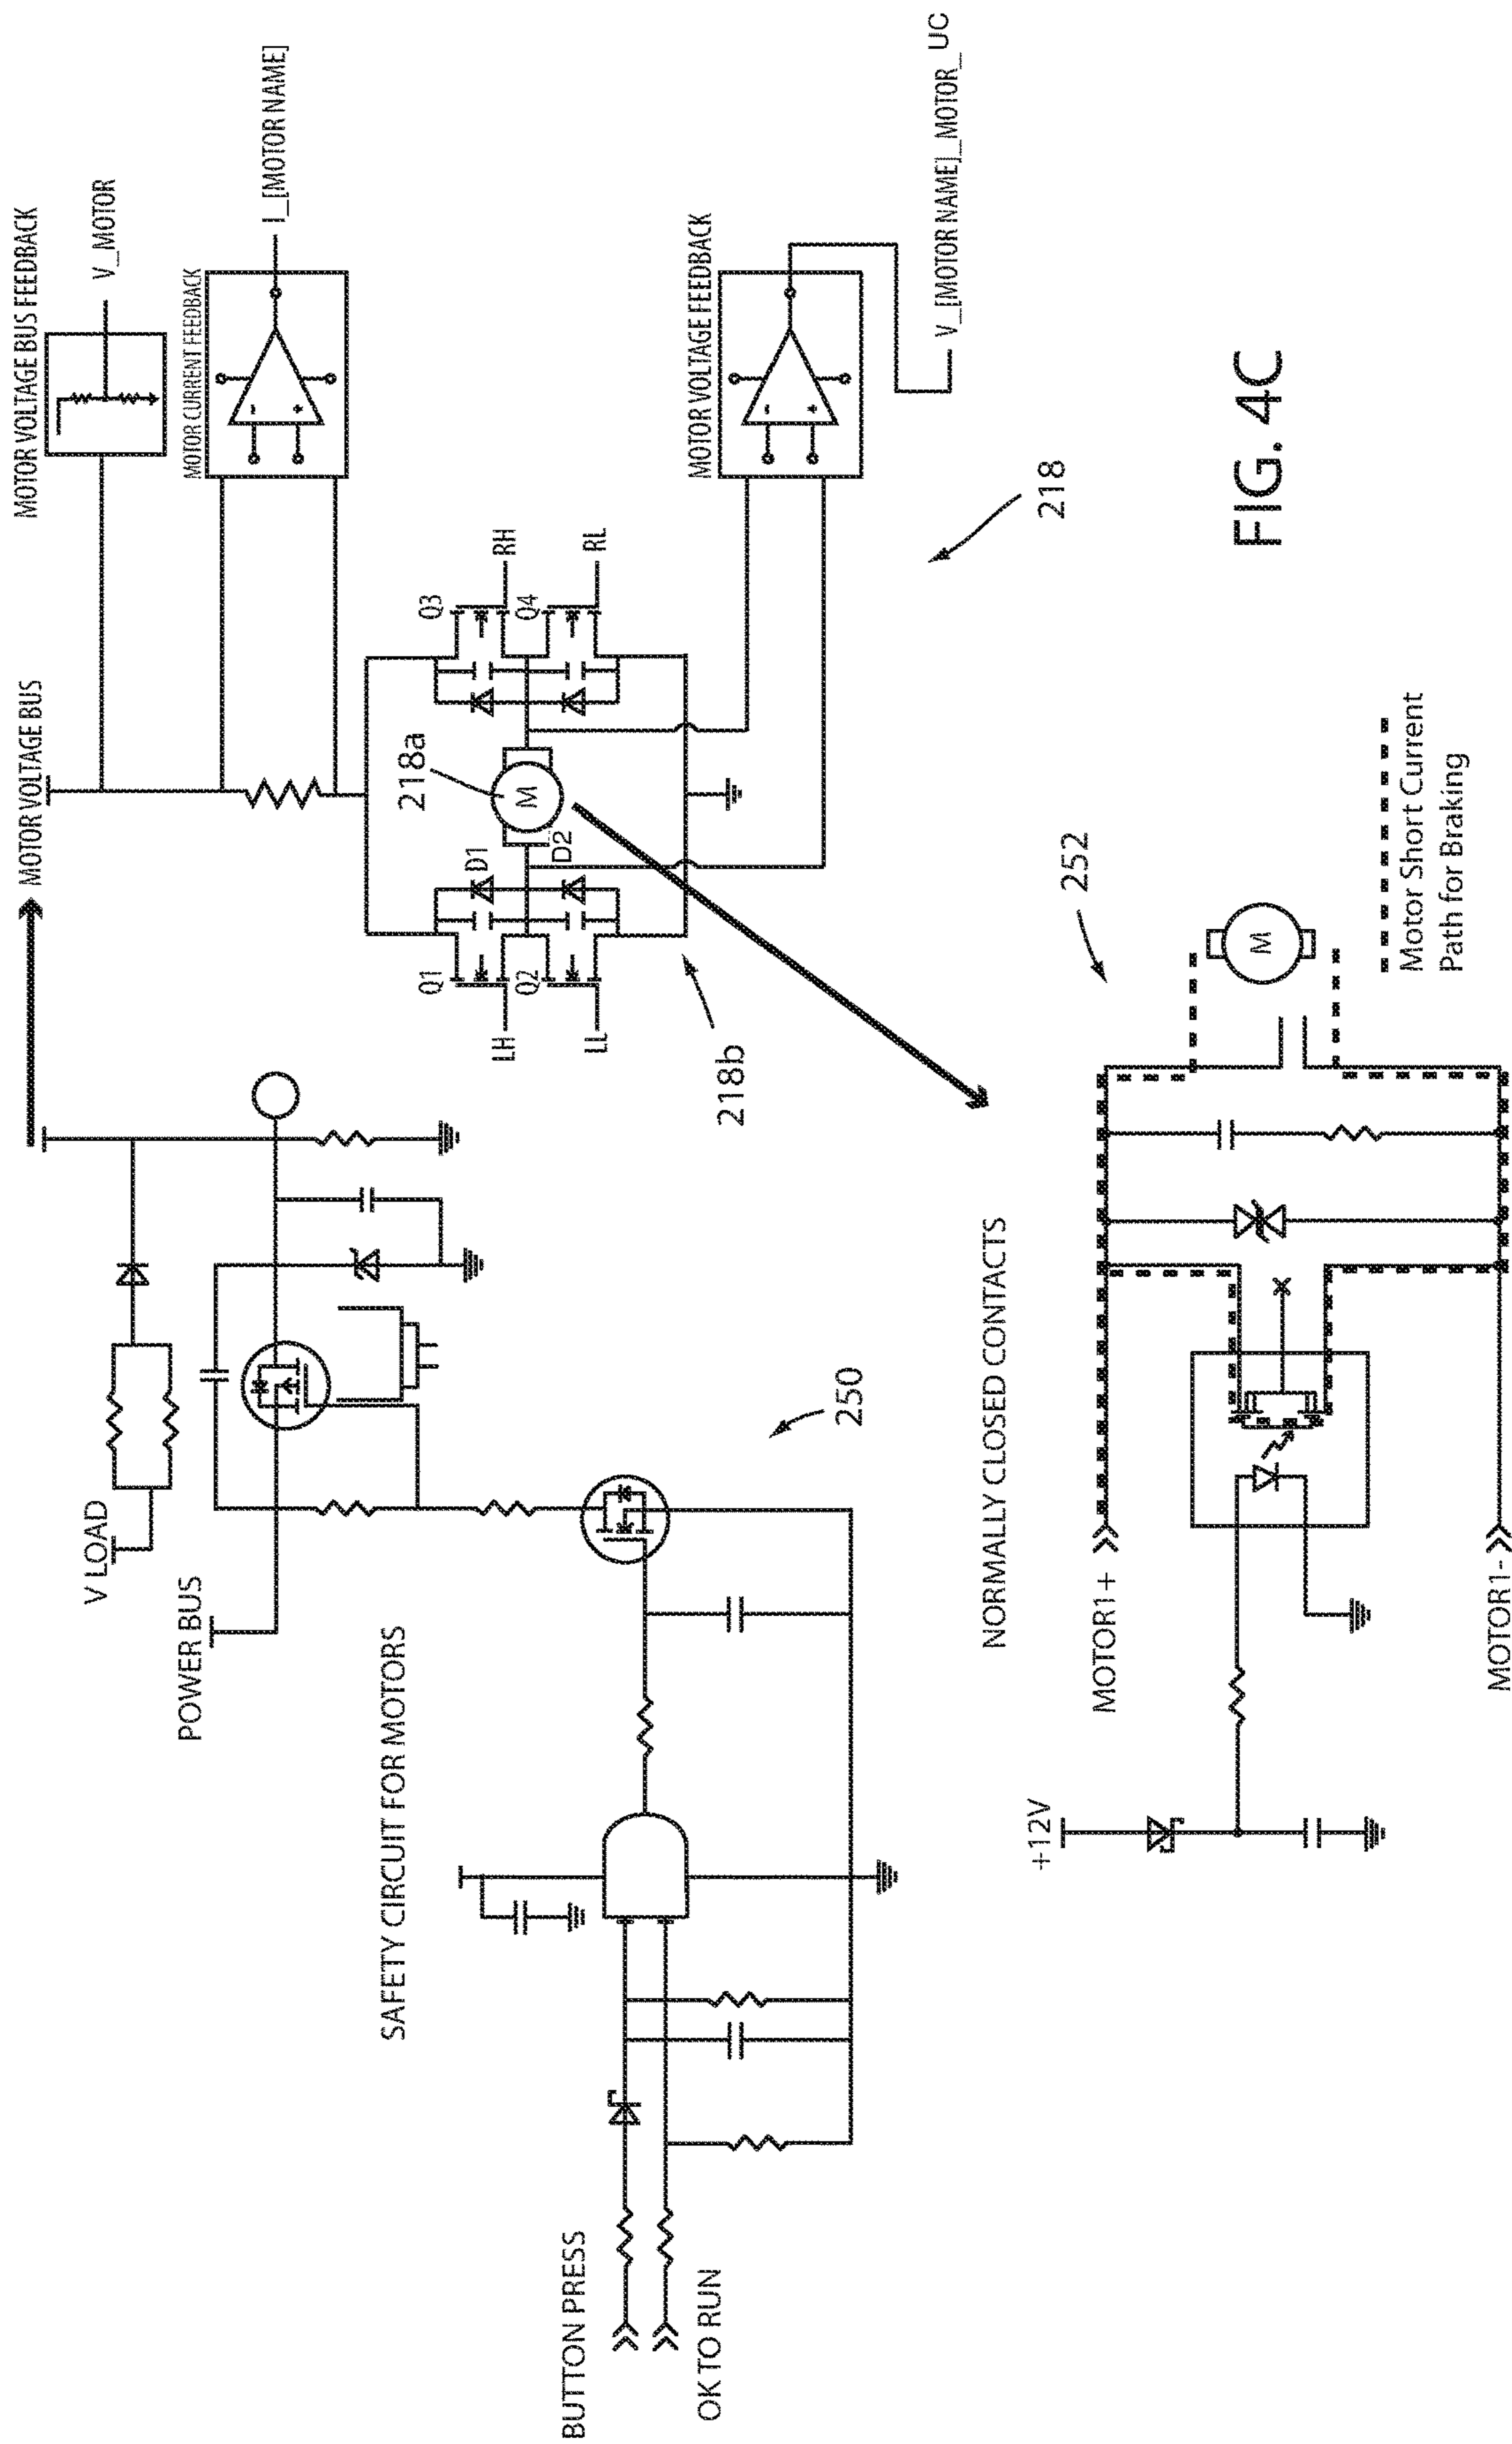 MOTOR VOLTAGE BUS
MOTOR VOLTAGE BUS FEEDBACK
V_MOTOR
MOTOR CURRENT FEEDBACK
I_[MOTOR NAME]
V LOAD
POWER BUS
SAFETY CIRCUIT FOR MOTORS
BUTTON PRESS
OK TO RUN
250
Q1
LH
Q2
LL
D1
D2
218a
M
Q3
RH
Q4
RL
218b
MOTOR VOLTAGE FEEDBACK
V_[MOTOR NAME]_MOTOR_UC
218
NORMALLY CLOSED CONTACTS
+12V
MOTOR1+
MOTOR1-
252
M
Motor Short Current
Path for Braking
FIG. 4C